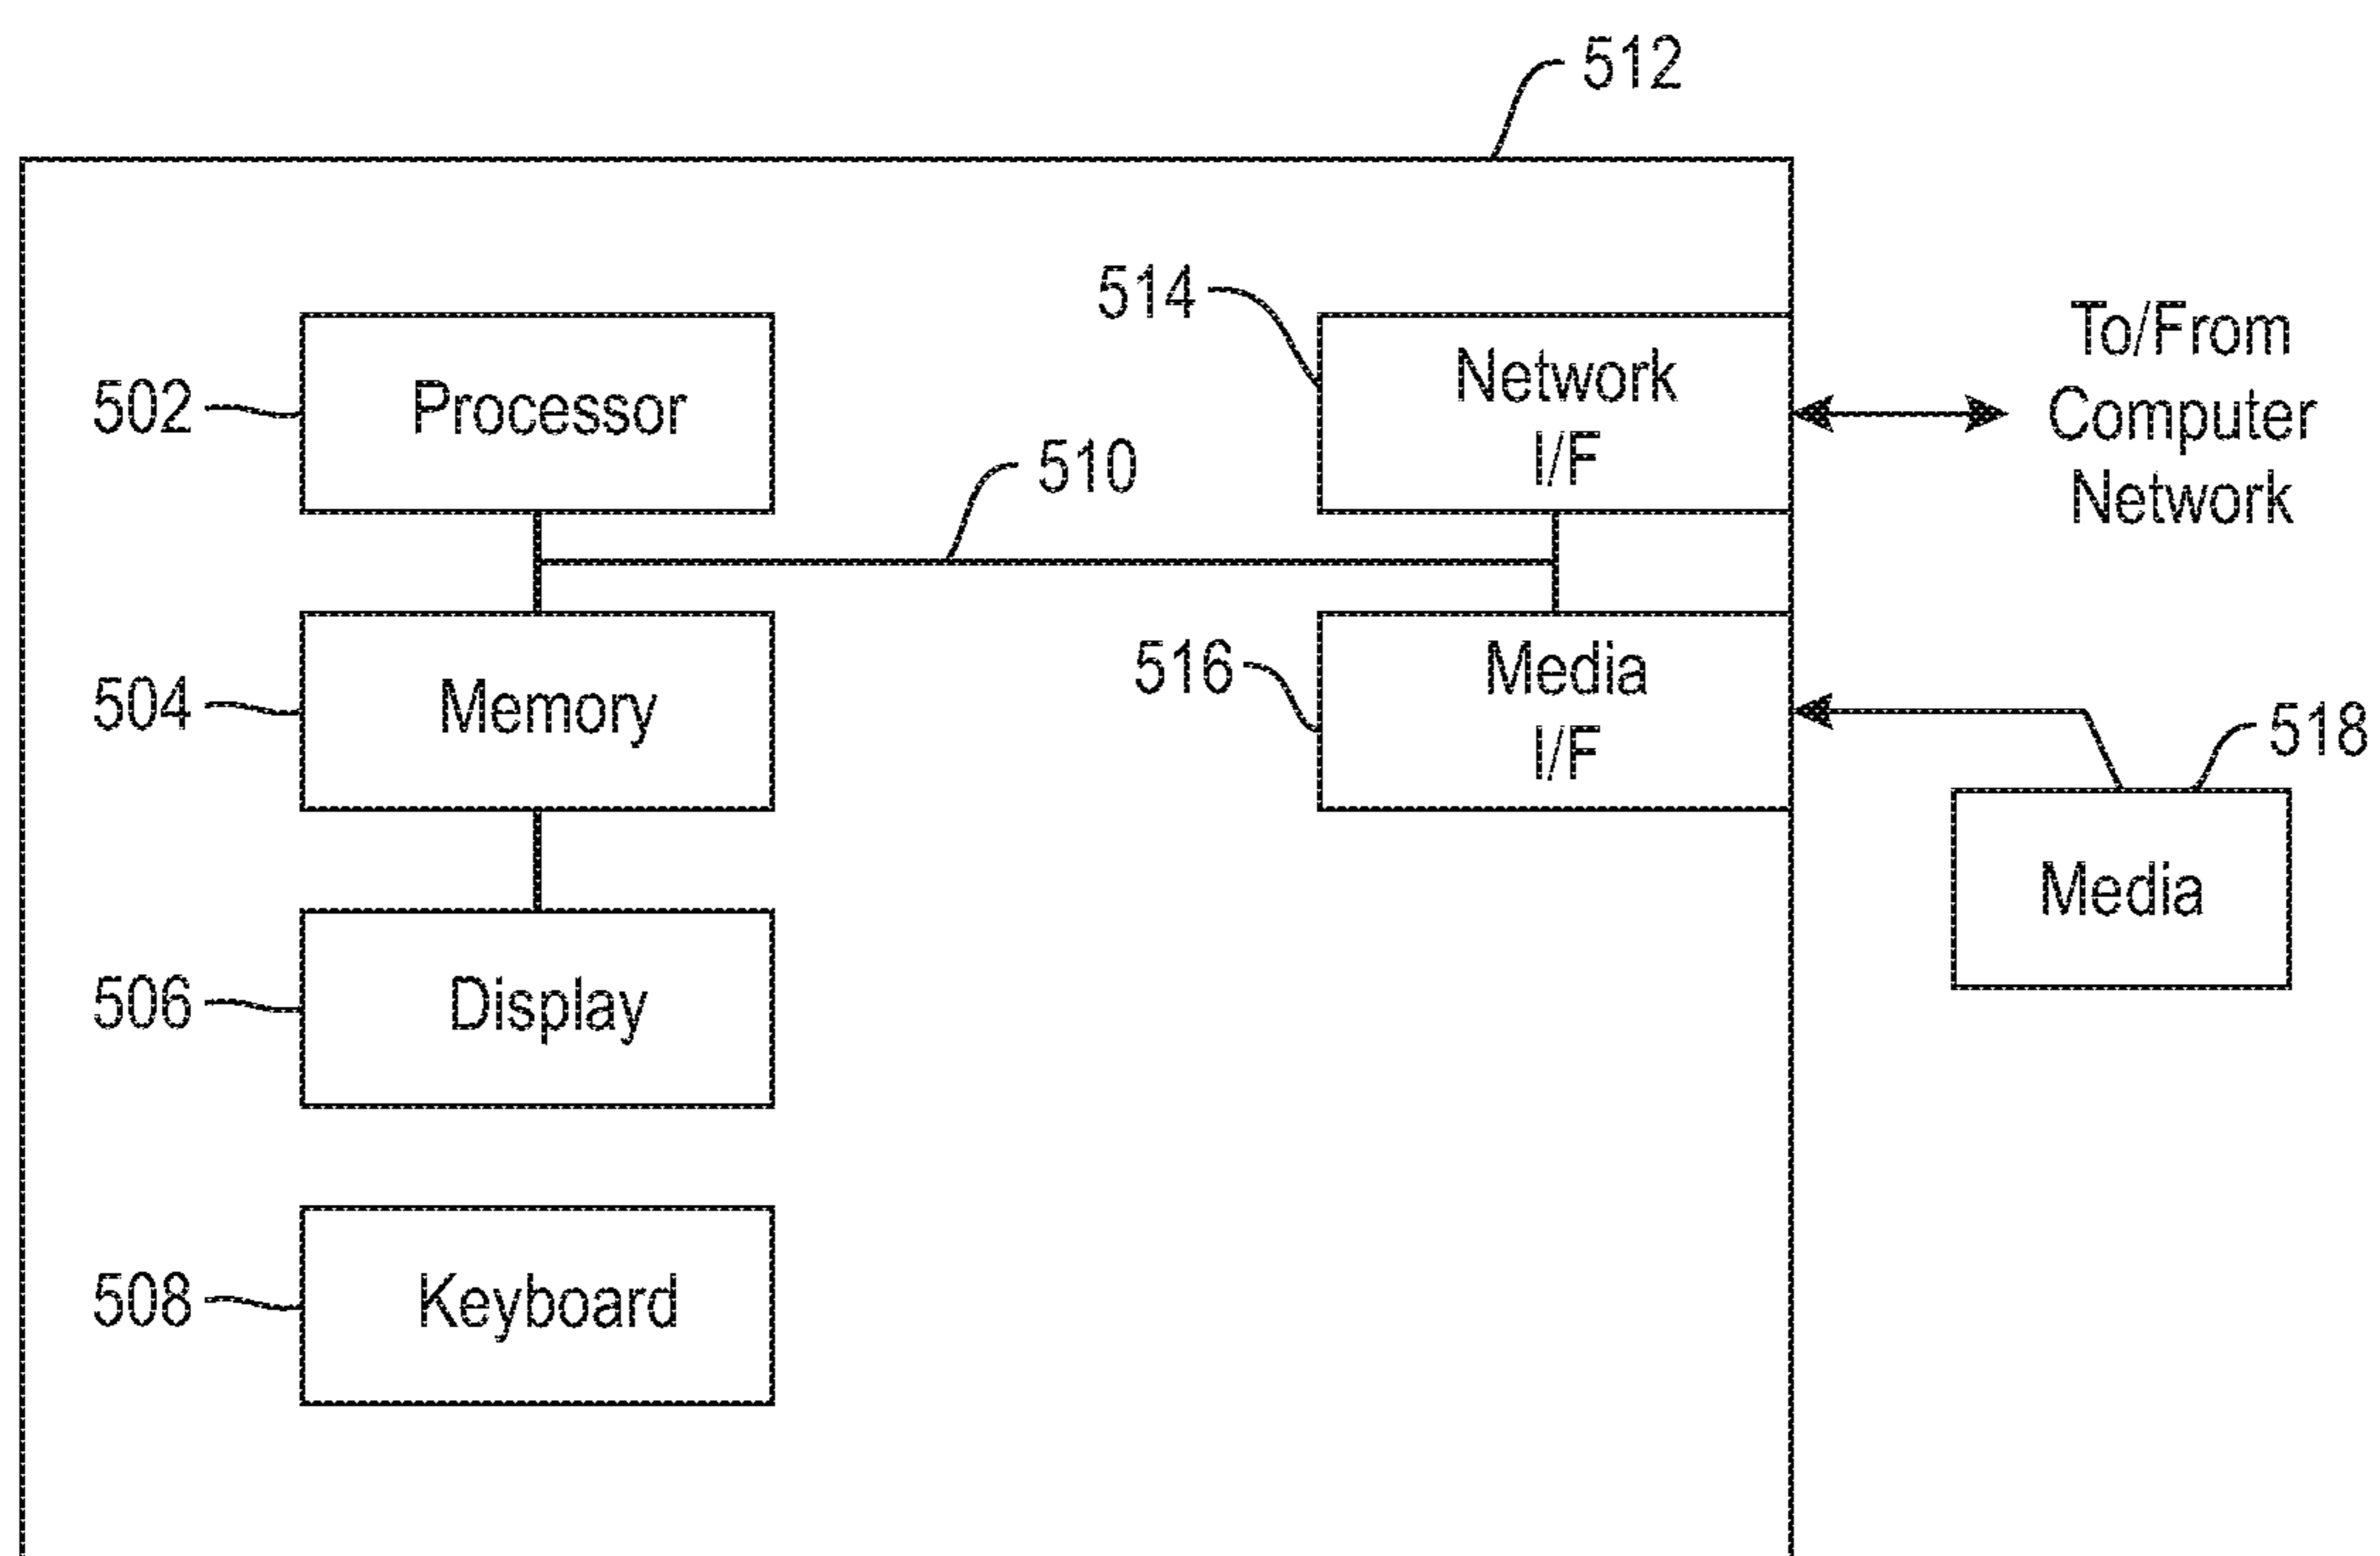 512
514
Network
I/F
To/From
Computer
Network
502
Processor
510
504
Memory
516
Media
I/F
518
Media
506
Display
508
Keyboard